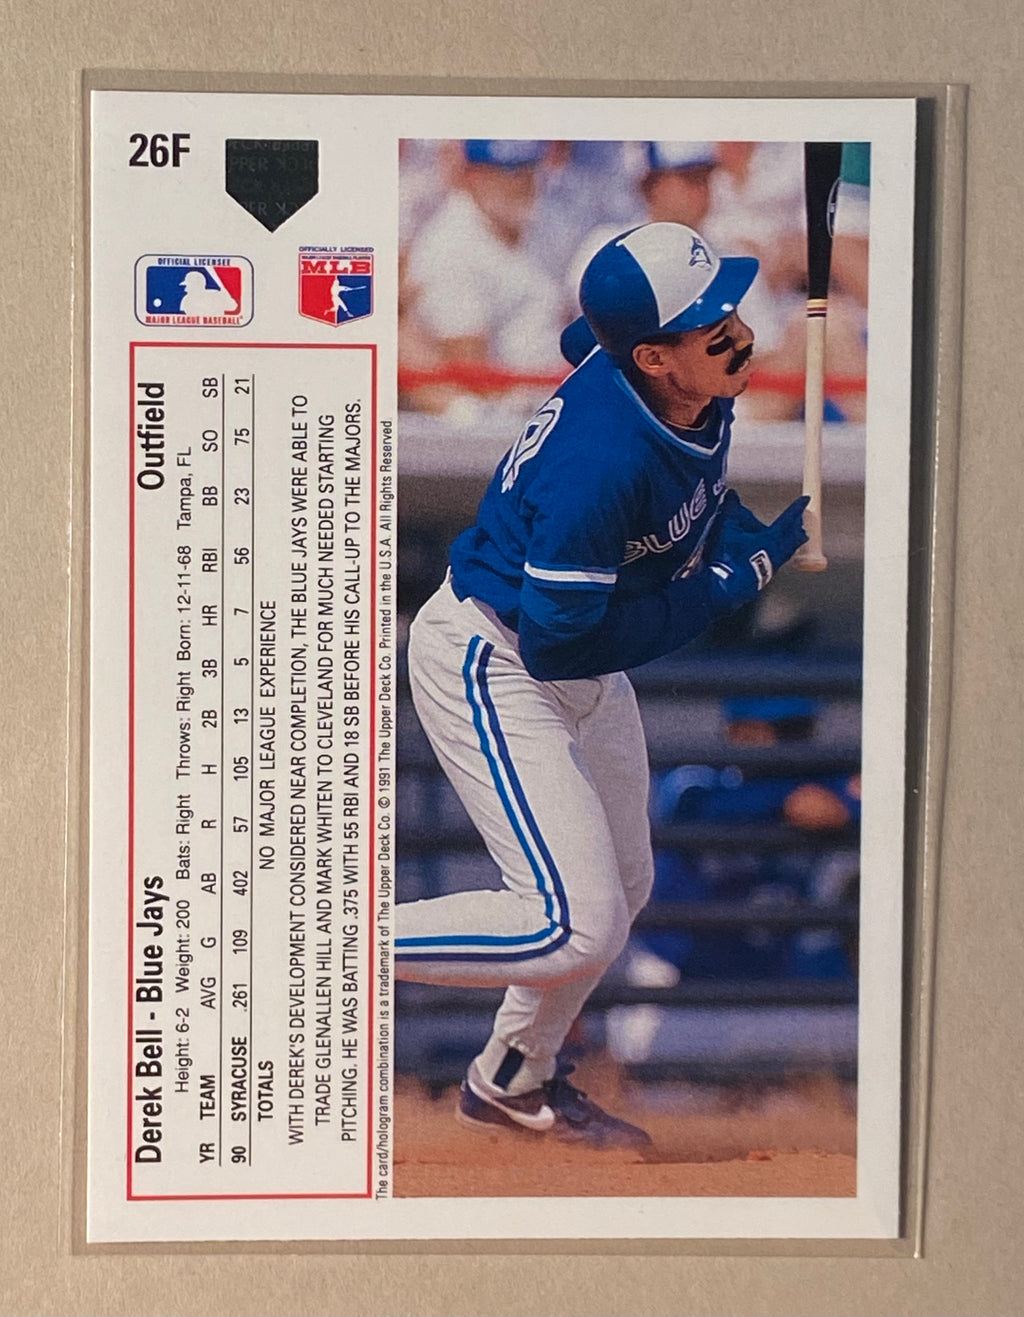 26F
OFFICIAL LICENSEE
MAJOR LEAGUE BASEBALL
OFFICIALLY LICENSED
MAJOR LEAGUE BASEBALL PLAYERS
MLB
Derek Bell - Blue Jays Outfield
Height: 6-2 Weight: 200 Bats: Right Throws: Right Born: 12-11-68 Tampa, FL
YR TEAM AVG G AB R H 2B 3B HR RBI BB SO SB
90 SYRACUSE .261 109 402 57 105 13 5 7 56 23 75 21
TOTALS NO MAJOR LEAGUE EXPERIENCE
WITH DEREK'S DEVELOPMENT CONSIDERED NEAR COMPLETION, THE BLUE JAYS WERE ABLE TO
TRADE GLENALLEN HILL AND MARK WHITEN TO CLEVELAND FOR MUCH NEEDED STARTING
PITCHING. HE WAS BATTING .375 WITH 55 RBI AND 18 SB BEFORE HIS CALL-UP TO THE MAJORS.
The card/hologram combination is a trademark of The Upper Deck Co. © 1991 The Upper Deck Co. Printed in the U.S.A. All Rights Reserved.
BLUE